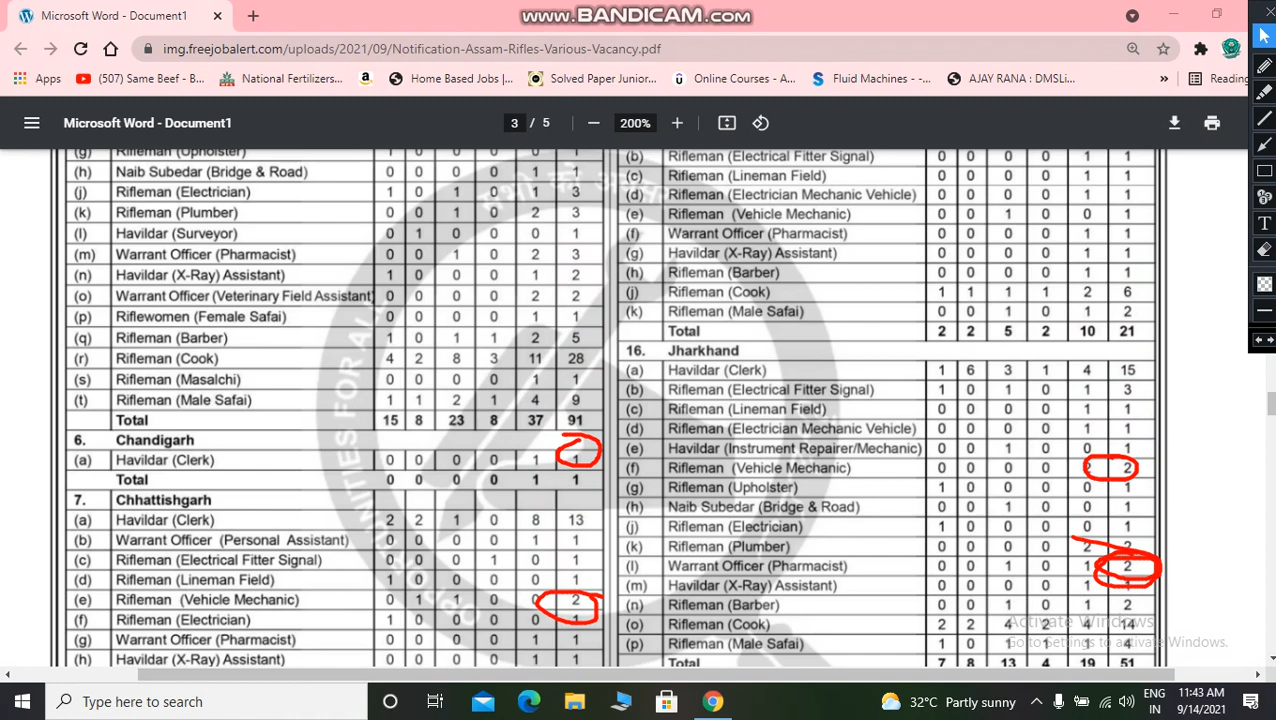 Microsoft Word - Document1
www.BANDICAM.com
img.freejobalert.com/uploads/2021/09/Notification-Assam-Rifles-Various-Vacancy.pdf
Apps
(507) Same Beef - B...
National Fertilizers...
Home Based Jobs |...
Solved Paper Junior...
Online Courses - A...
Fluid Machines - -...
AJAY RANA : DMSLi...
»
Reading
Microsoft Word - Document1
3 / 5
200%
(g) Rifleman (Upholster) 1 0 0 0 0 1
(h) Naib Subedar (Bridge & Road) 0 0 0 0 1 1
(j) Rifleman (Electrician) 1 0 1 0 1 3
(k) Rifleman (Plumber) 0 0 1 0 2 3
(l) Havildar (Surveyor) 0 1 0 0 0 1
(m) Warrant Officer (Pharmacist) 0 0 1 0 2 3
(n) Havildar (X-Ray) Assistant) 1 0 0 0 1 2
(o) Warrant Officer (Veterinary Field Assistant) 0 0 0 0 2 2
(p) Riflewomen (Female Safai) 0 0 0 0 1 1
(q) Rifleman (Barber) 1 0 1 1 2 5
(r) Rifleman (Cook) 4 2 8 3 11 28
(s) Rifleman (Masalchi) 0 0 0 0 1 1
(t) Rifleman (Male Safai) 1 1 2 1 4 9
Total 15 8 23 8 37 91
6. Chandigarh
(a) Havildar (Clerk) 0 0 0 0 1 1
Total 0 0 0 0 1 1
7. Chhattishgarh
(a) Havildar (Clerk) 2 2 1 0 8 13
(b) Warrant Officer (Personal Assistant) 0 0 0 0 1 1
(c) Rifleman (Electrical Fitter Signal) 0 0 0 1 0 1
(d) Rifleman (Lineman Field) 1 0 0 0 0 1
(e) Rifleman (Vehicle Mechanic) 0 1 1 0 0 2
(f) Rifleman (Electrician) 1 0 0 0 0 1
(g) Warrant Officer (Pharmacist) 0 0 0 0 1 1
(h) Havildar (X-Ray) Assistant) 0 0 0 0 1 1
(b) Rifleman (Electrical Fitter Signal) 0 0 0 0 1 1
(c) Rifleman (Lineman Field) 0 0 0 0 1 1
(d) Rifleman (Electrician Mechanic Vehicle) 0 0 0 0 1 1
(e) Rifleman (Vehicle Mechanic) 0 0 1 0 0 1
(f) Warrant Officer (Pharmacist) 0 0 0 0 1 1
(g) Havildar (X-Ray) Assistant) 0 0 0 0 1 1
(h) Rifleman (Barber) 0 0 0 0 1 1
(j) Rifleman (Cook) 1 1 1 1 2 6
(k) Rifleman (Male Safai) 0 0 1 0 1 2
Total 2 2 5 2 10 21
16. Jharkhand
(a) Havildar (Clerk) 1 6 3 1 4 15
(b) Rifleman (Electrical Fitter Signal) 1 0 1 0 1 3
(c) Rifleman (Lineman Field) 0 0 0 0 1 1
(d) Rifleman (Electrician Mechanic Vehicle) 0 0 0 0 1 1
(e) Havildar (Instrument Repairer/Mechanic) 0 0 1 0 0 1
(f) Rifleman (Vehicle Mechanic) 0 0 0 0 2 2
(g) Rifleman (Upholster) 1 0 0 0 0 1
(h) Naib Subedar (Bridge & Road) 0 0 1 0 0 1
(j) Rifleman (Electrician) 1 0 0 0 0 1
(k) Rifleman (Plumber) 0 0 0 0 2 2
(l) Warrant Officer (Pharmacist) 0 0 1 0 1 2
(m) Havildar (X-Ray) Assistant) 0 0 0 0 1 1
(n) Rifleman (Barber) 0 0 1 0 1 2
(o) Rifleman (Cook) 2 2 4 2 4 14
(p) Rifleman (Male Safai) 1 0 1 1 1 4
Total 7 8 13 4 19 51
Activate Windows
Go to Settings to activate Windows.
Type here to search
32°C Partly sunny
ENG
IN
11:43 AM
9/14/2021